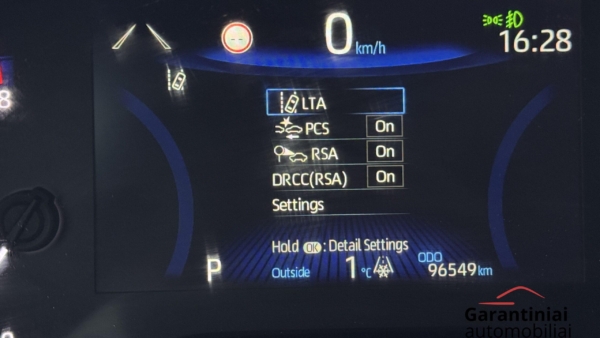 0 km/h
16:28
8
LTA
PCS On
RSA On
DRCC(RSA) On
Settings
Hold OK : Detail Settings
P
Outside 1 °C
ODO
96549 km
Garantiniai
automobiliai